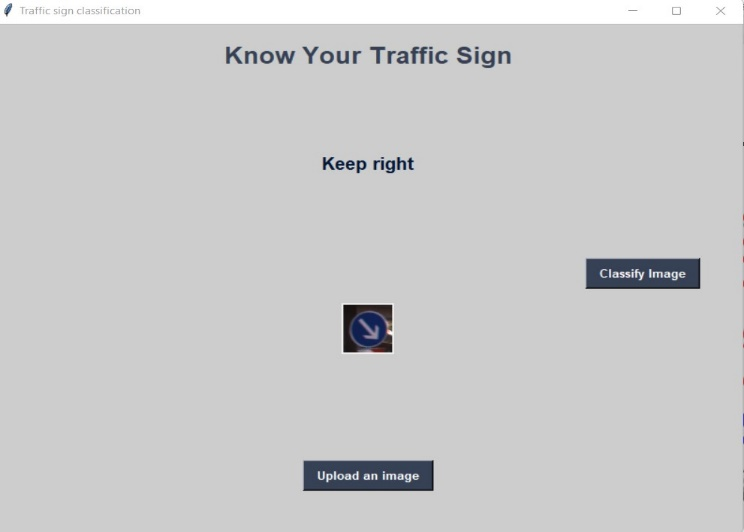 Traffic sign classification
Know Your Traffic Sign
Keep right
Classify Image
Upload an image